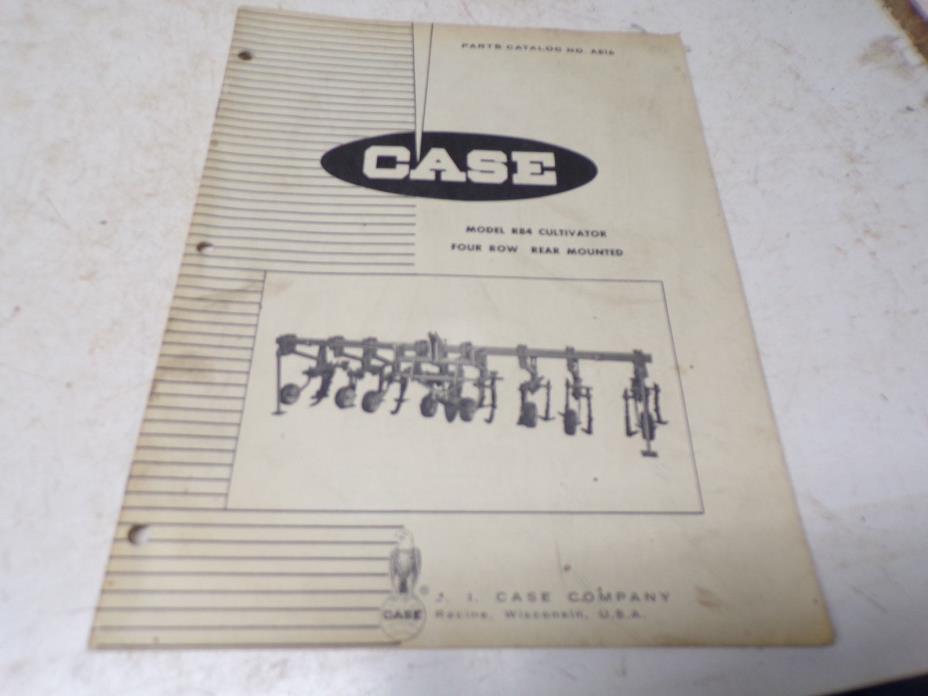 PARTS CATALOG NO. A816
CASE
MODEL R84 CULTIVATOR
FOUR ROW REAR MOUNTED
CASE
® J. I. CASE COMPANY
Racine, Wisconsin, U.S.A.